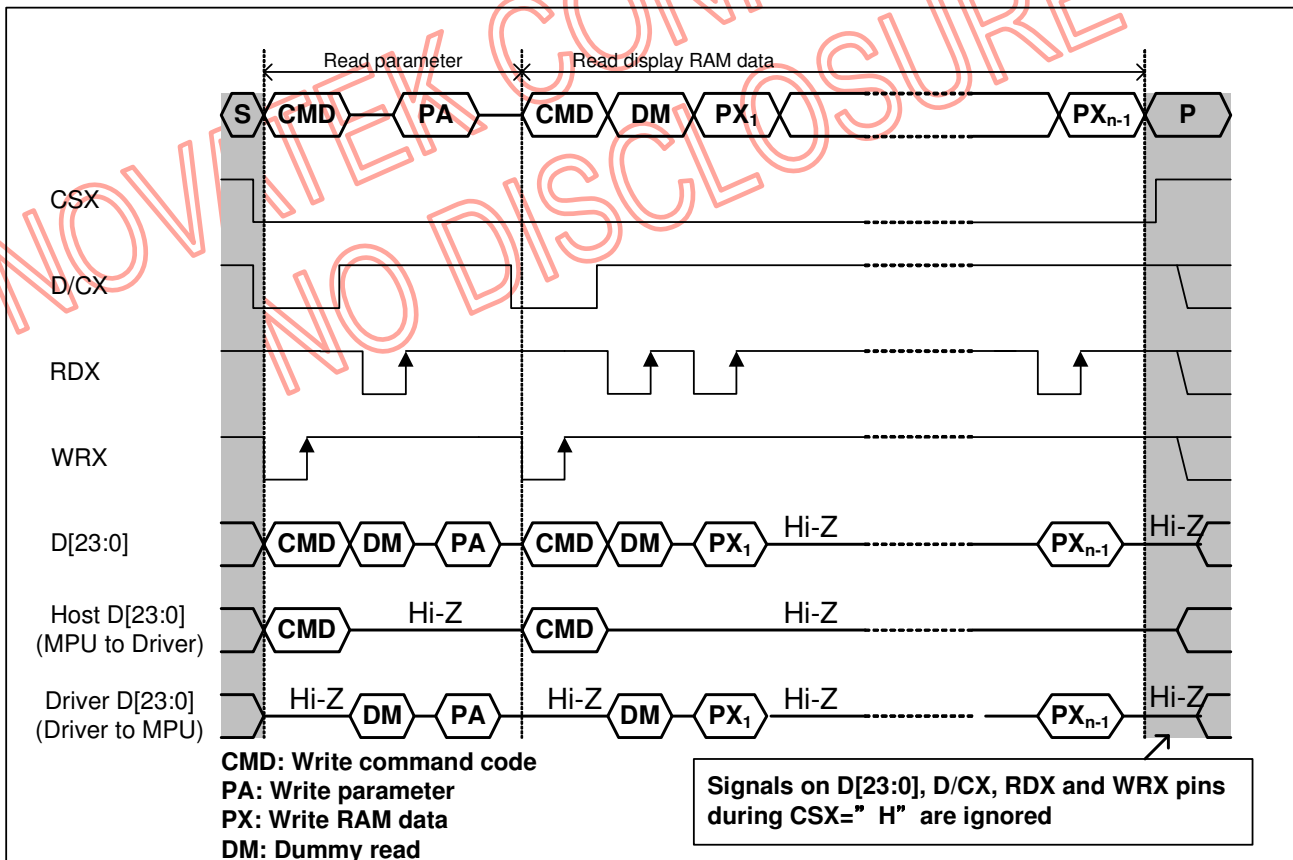 NOVATEK CON
NO DISCLOSURE
Read parameter Read display RAM data
S CMD PA CMD DM PX1 PXn-1 P
CSX
D/CX
RDX
WRX
D[23:0] CMD DM PA CMD DM PX1 Hi-Z PXn-1 Hi-Z
Host D[23:0] CMD Hi-Z CMD Hi-Z
(MPU to Driver)
Driver D[23:0] Hi-Z DM PA Hi-Z DM PX1 Hi-Z PXn-1 Hi-Z
(Driver to MPU)
CMD: Write command code
PA: Write parameter
PX: Write RAM data
DM: Dummy read
Signals on D[23:0], D/CX, RDX and WRX pins
during CSX=” H” are ignored